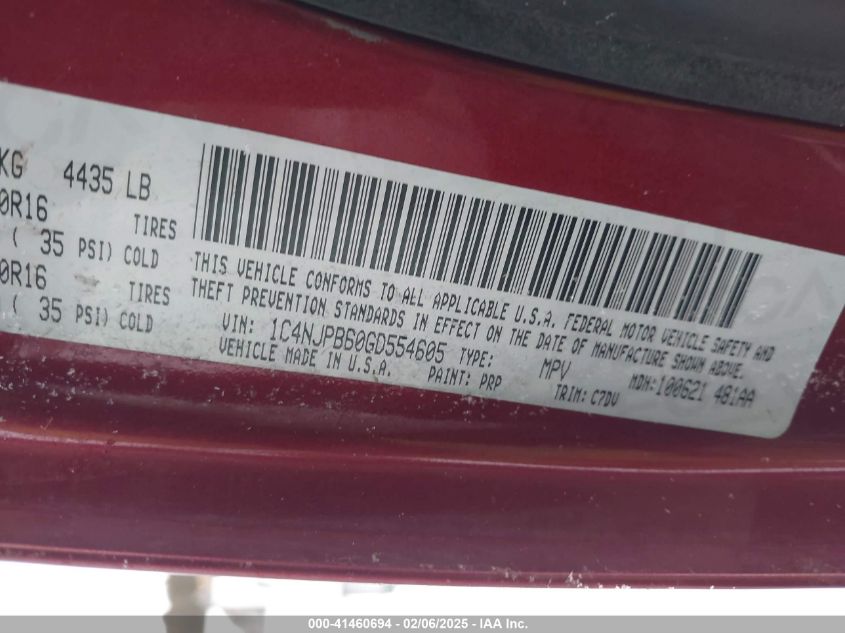 KG 4435 LB
0R16 TIRES
( 35 PSI) COLD
0R16 TIRES
( 35 PSI) COLD
THIS VEHICLE CONFORMS TO ALL APPLICABLE U.S.A. FEDERAL MOTOR VEHICLE SAFETY AND
THEFT PREVENTION STANDARDS IN EFFECT ON THE DATE OF MANUFACTURE SHOWN ABOVE.
VIN: 1C4NJPB60GD554605 TYPE: MPV MDH:100621 481AA
VEHICLE MADE IN U.S.A. PAINT: PRP TRIM: C7DV
000-41460694 - 02/06/2025 - IAA Inc.